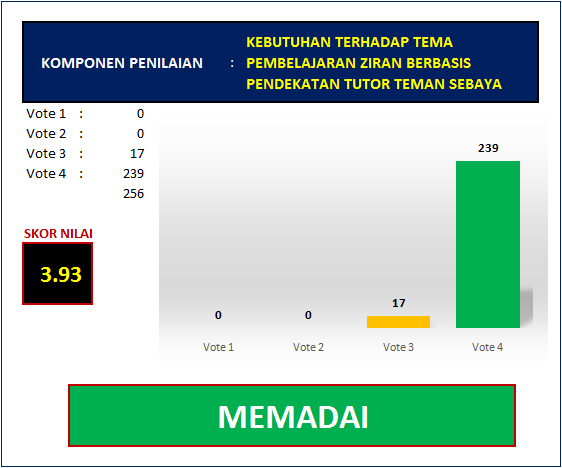 KEBUTUHAN TERHADAP TEMA
KOMPONEN PENILAIAN : PEMBELAJARAN ZIRAN BERBASIS
PENDEKATAN TUTOR TEMAN SEBAYA
Vote 1 : 0
Vote 2 : 0
Vote 3 : 17
Vote 4 : 239
256
SKOR NILAI
3.93
239
17
0 0
Vote 1 Vote 2 Vote 3 Vote 4
MEMADAI